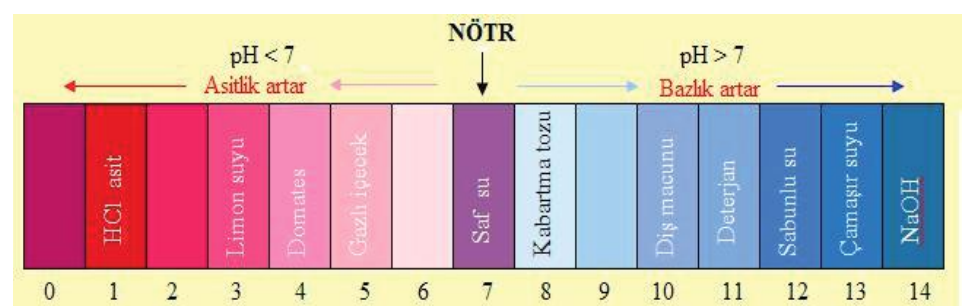 NÖTR
pH < 7
pH > 7
Asitlik artar
Bazlık artar
HCl asit
Limon suyu
Domates
Gazlı içecek
Saf su
Kabartma tozu
Diş macunu
Deterjan
Sabunlu su
Çamaşır suyu
NaOH
0 1 2 3 4 5 6 7 8 9 10 11 12 13 14